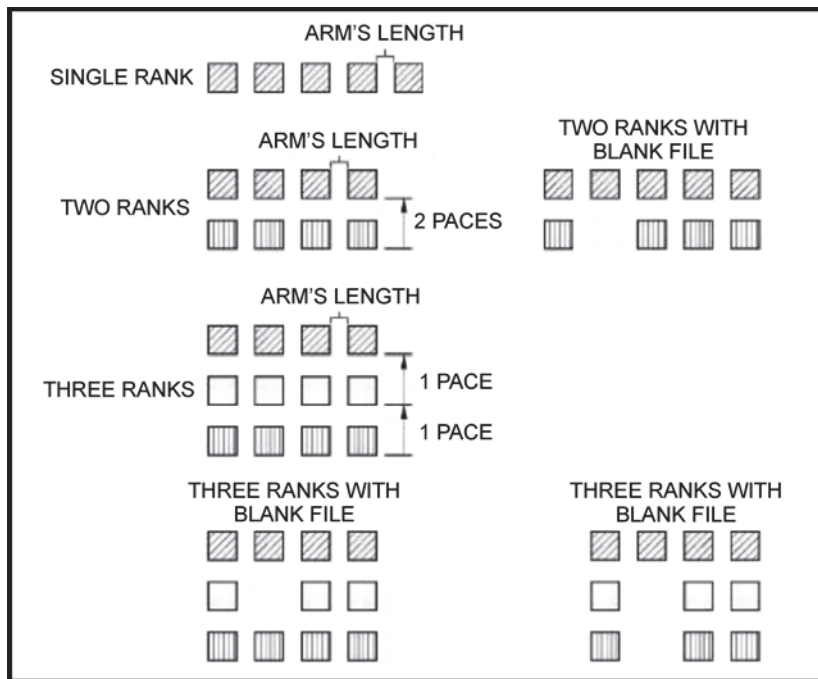 ARM'S LENGTH
SINGLE RANK
ARM'S LENGTH
TWO RANKS WITH
BLANK FILE
TWO RANKS
2 PACES
ARM'S LENGTH
THREE RANKS
1 PACE
1 PACE
THREE RANKS WITH
BLANK FILE
THREE RANKS WITH
BLANK FILE